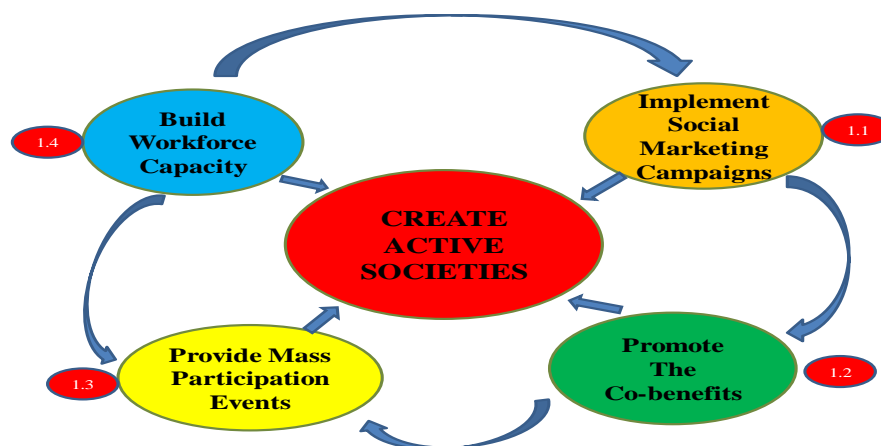 Build
Workforce
Capacity
1.4
Implement
Social
Marketing
Campaigns
1.1
CREATE
ACTIVE
SOCIETIES
Provide Mass
Participation
Events
1.3
Promote
The
Co-benefits
1.2